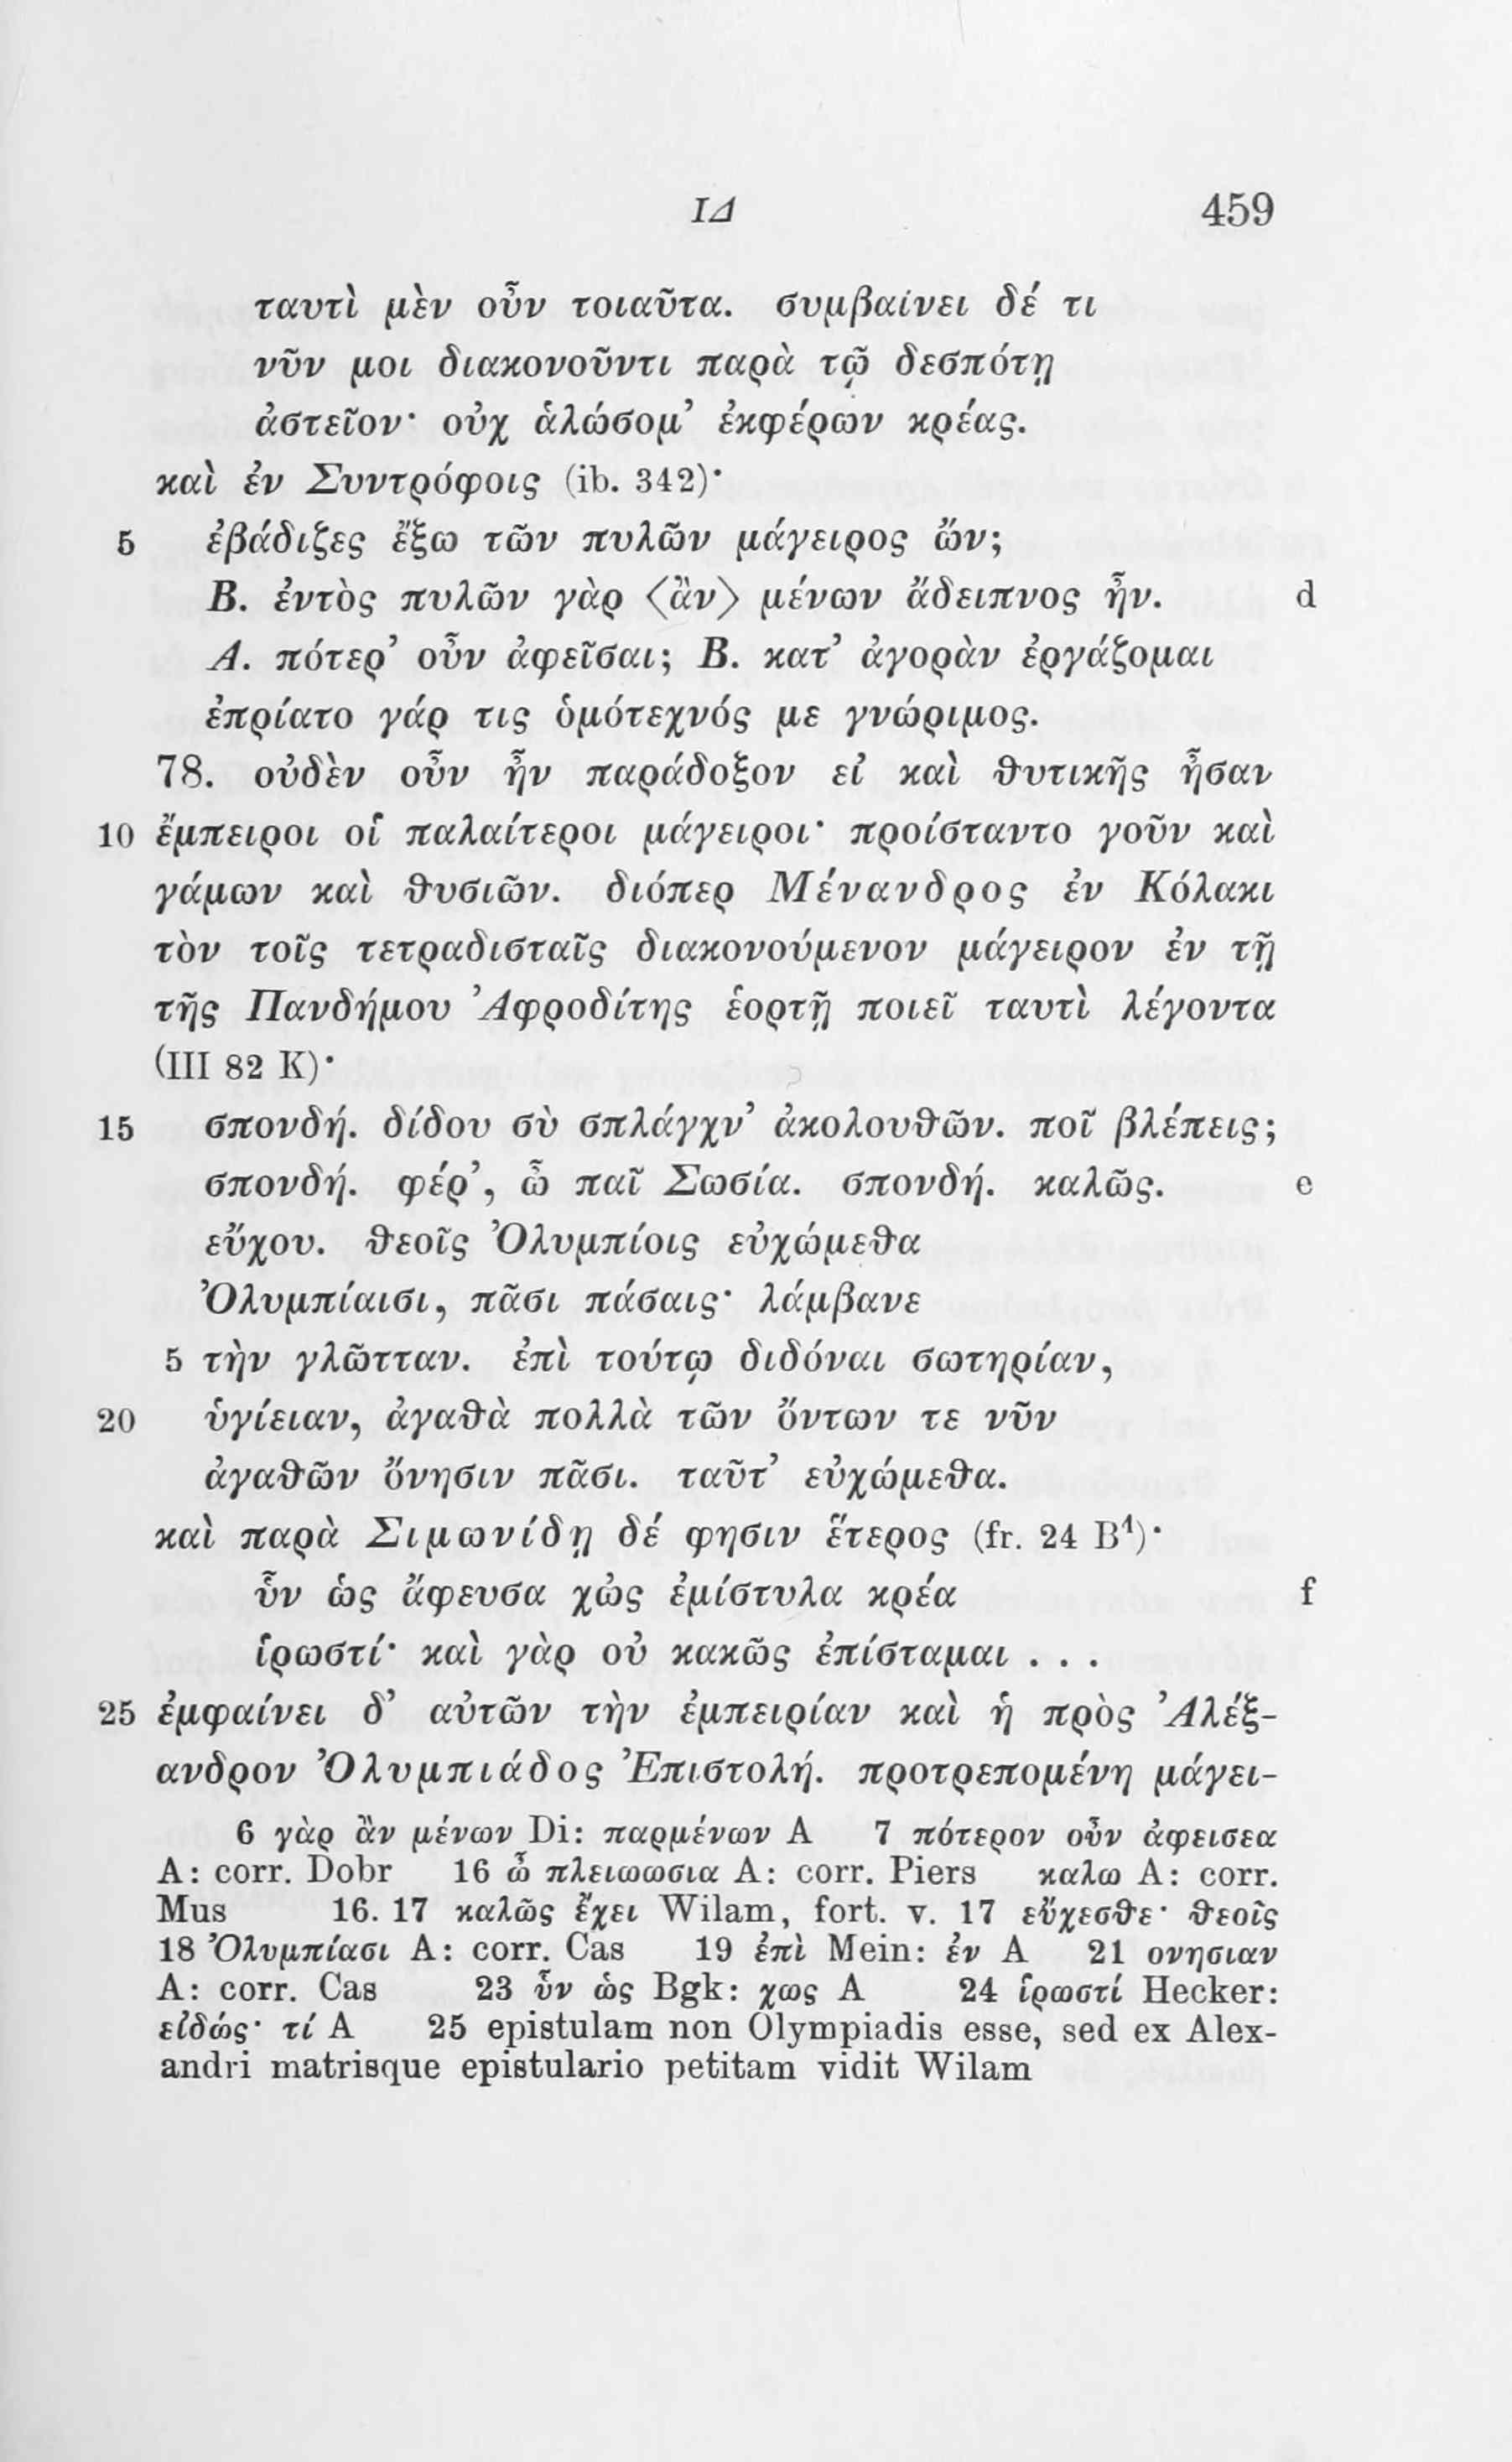 ΙΔ 459
ταυτὶ μὲν οὖν τοιαῦτα. συμβαίνει δέ τι
νῦν μοι διακονοῦντι παρὰ τῷ δεσπότῃ
ἀστεῖον· οὐχ ἁλώσομ’ ἐκφέρων κρέας.
καὶ ἐν Συντρόφοις (ib. 342)·
5 ἐβάδιζες ἔξω τῶν πυλῶν μάγειρος ὤν;
Β. ἐντὸς πυλῶν γὰρ 〈ἂν〉 μένων ἄδειπνος ἦν. d
Α. πότερ’ οὖν ἀφεῖσαι; Β. κατ’ ἀγορὰν ἐργάζομαι
ἐπρίατο γάρ τις ὁμότεχνός με γνώριμος.
78. οὐδὲν οὖν ἦν παράδοξον εἰ καὶ θυτικῆς ἦσαν
10 ἔμπειροι οἱ παλαίτεροι μάγειροι· προίσταντο γοῦν καὶ
γάμων καὶ θυσιῶν. διόπερ Μένανδρος ἐν Κόλακι
τὸν τοῖς τετραδισταῖς διακονούμενον μάγειρον ἐν τῇ
τῆς Πανδήμου Ἀφροδίτης ἑορτῇ ποιεῖ ταυτὶ λέγοντα
(III 82 K)·
15 σπονδή. δίδου σὺ σπλάγχν’ ἀκολουθῶν. ποῖ βλέπεις;
σπονδή. φέρ’, ὦ παῖ Σωσία. σπονδή. καλῶς. e
εὔχου. θεοῖς Ὀλυμπίοις εὐχώμεθα
Ὀλυμπίαισι, πᾶσι πάσαις· λάμβανε
5 τὴν γλῶτταν. ἐπὶ τούτῳ διδόναι σωτηρίαν,
20 ὑγίειαν, ἀγαθὰ πολλὰ τῶν ὄντων τε νῦν
ἀγαθῶν ὄνησιν πᾶσι. ταῦτ’ εὐχώμεθα.
καὶ παρὰ Σιμωνίδῃ δέ φησιν ἕτερος (fr. 24 B⁴)·
ὗν ὡς ἄφευσα χὠς ἐμίστυλα κρέα f
ἱρωστί· καὶ γὰρ οὐ κακῶς ἐπίσταμαι . . .
25 ἐμφαίνει δ’ αὐτῶν τὴν ἐμπειρίαν καὶ ἡ πρὸς Ἀλέξ-
ανδρον Ὀλυμπιάδος Ἐπιστολή. προτρεπομένη μάγει-
6 γὰρ ἂν μένων Di: παρμένων A 7 πότερον οὖν ἀφεισεα
A: corr. Dobr 16 ὦ πλειωωσια A: corr. Piers καλω A: corr.
Mus 16. 17 καλῶς ἔχει Wilam, fort. v. 17 εὔχεσθε· θεοῖς
18 Ὀλυμπίασι A: corr. Cas 19 ἐπὶ Mein: ἐν A 21 ονησιαν
A: corr. Cas 23 ὗν ὡς Bgk: χως A 24 ἱρωστί Hecker:
εἰδώς· τί A 25 epistulam non Olympiadis esse, sed ex Alex-
andri matrisque epistulario petitam vidit Wilam